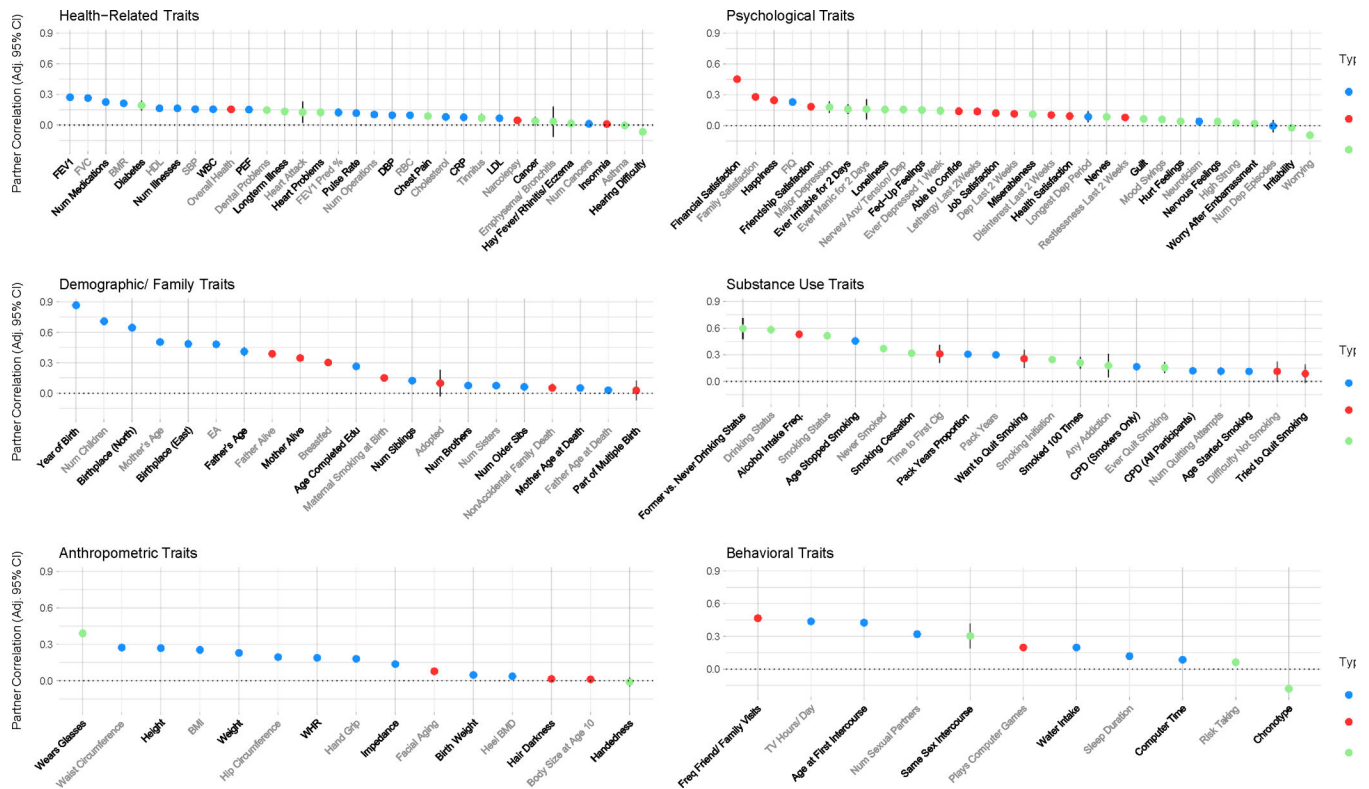 Health-Related Traits
Partner Correlation (Adj. 95% CI)
0.9
0.6
0.3
0.0
FEV1
FVC
Num Medications
BMR
Diabetes
HDL
Num Illnesses
SBP
WBC
Overall Health
PEF
Dental Problems
Longterm Illness
Heart Attack
Heart Problems
FEV1 Pred %
Pulse Rate
Num Operations
DBP
RBC
Chest Pain
Cholesterol
CRP
Tinnitus
LDL
Narcolepsy
Cancer
Emphysema/ Bronchitis
Hay Fever/ Rhinitis/ Eczema
Num Cancers
Insomnia
Asthma
Hearing Difficulty
Psychological Traits
0.9
0.6
0.3
0.0
Financial Satisfaction
Family Satisfaction
Happiness
FIQ
Friendship Satisfaction
Major Depression
Ever Irritable for 2 Days
Ever Manic for 2 Days
Loneliness
Nerves/ Anx/ Tension/ Dep
Fed-Up Feelings
Ever Depressed 1 Week
Able to Confide
Lethargy Last 2Weeks
Job Satisfaction
Dep Last 2 Weeks
Miserableness
Disinterest Last 2 Weeks
Health Satisfaction
Longest Dep Period
Nerves
Restlessness Last 2 Weeks
Guilt
Mood Swings
Hurt Feelings
Neuroticism
Nervous Feelings
High Strung
Worry After Embarrassment
Num Dep Episodes
Irritability
Worrying
Typ
Demographic/ Family Traits
Partner Correlation (Adj. 95% CI)
0.9
0.6
0.3
0.0
Year of Birth
Num Children
Birthplace (North)
Mother's Age
Birthplace (East)
EA
Father's Age
Father Alive
Mother Alive
Breastfed
Age Completed Edu
Maternal Smoking at Birth
Num Siblings
Adopted
Num Brothers
Num Sisters
Num Older Sibs
NonAccidental Family Death
Mother Age at Death
Father Age at Death
Part of Multiple Birth
Substance Use Traits
0.9
0.6
0.3
0.0
Former vs. Never Drinking Status
Drinking Status
Alcohol Intake Freq.
Smoking Status
Age Stopped Smoking
Never Smoked
Smoking Cessation
Time to First Cig
Pack Years Proportion
Pack Years
Want to Quit Smoking
Smoking Initiation
Smoked 100 Times
Any Addiction
CPD (Smokers Only)
Ever Quit Smoking
CPD (All Participants)
Num Quitting Attempts
Age Started Smoking
Difficulty Not Smoking
Tried to Quit Smoking
Typ
Anthropometric Traits
Partner Correlation (Adj. 95% CI)
0.9
0.6
0.3
0.0
Wears Glasses
Waist Circumference
Height
BMI
Weight
Hip Circumference
WHR
Hand Grip
Impedance
Facial Aging
Birth Weight
Heel BMD
Hair Darkness
Body Size at Age 10
Handedness
Behavioral Traits
0.9
0.6
0.3
0.0
Freq Friend/ Family Visits
TV Hours/ Day
Age at First Intercourse
Num Sexual Partners
Same Sex Intercourse
Plays Computer Games
Water Intake
Sleep Duration
Computer Time
Risk Taking
Chronotype
Typ